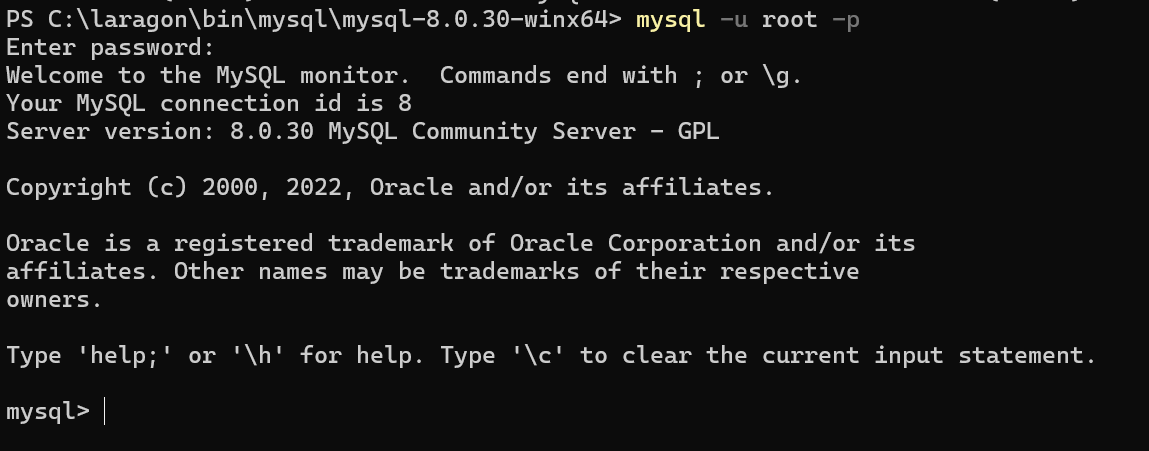 PS C:\laragon\bin\mysql\mysql-8.0.30-winx64> mysql -u root -p
Enter password:
Welcome to the MySQL monitor.  Commands end with ; or \g.
Your MySQL connection id is 8
Server version: 8.0.30 MySQL Community Server - GPL
Copyright (c) 2000, 2022, Oracle and/or its affiliates.
Oracle is a registered trademark of Oracle Corporation and/or its
affiliates. Other names may be trademarks of their respective
owners.
Type 'help;' or '\h' for help. Type '\c' to clear the current input statement.
mysql>